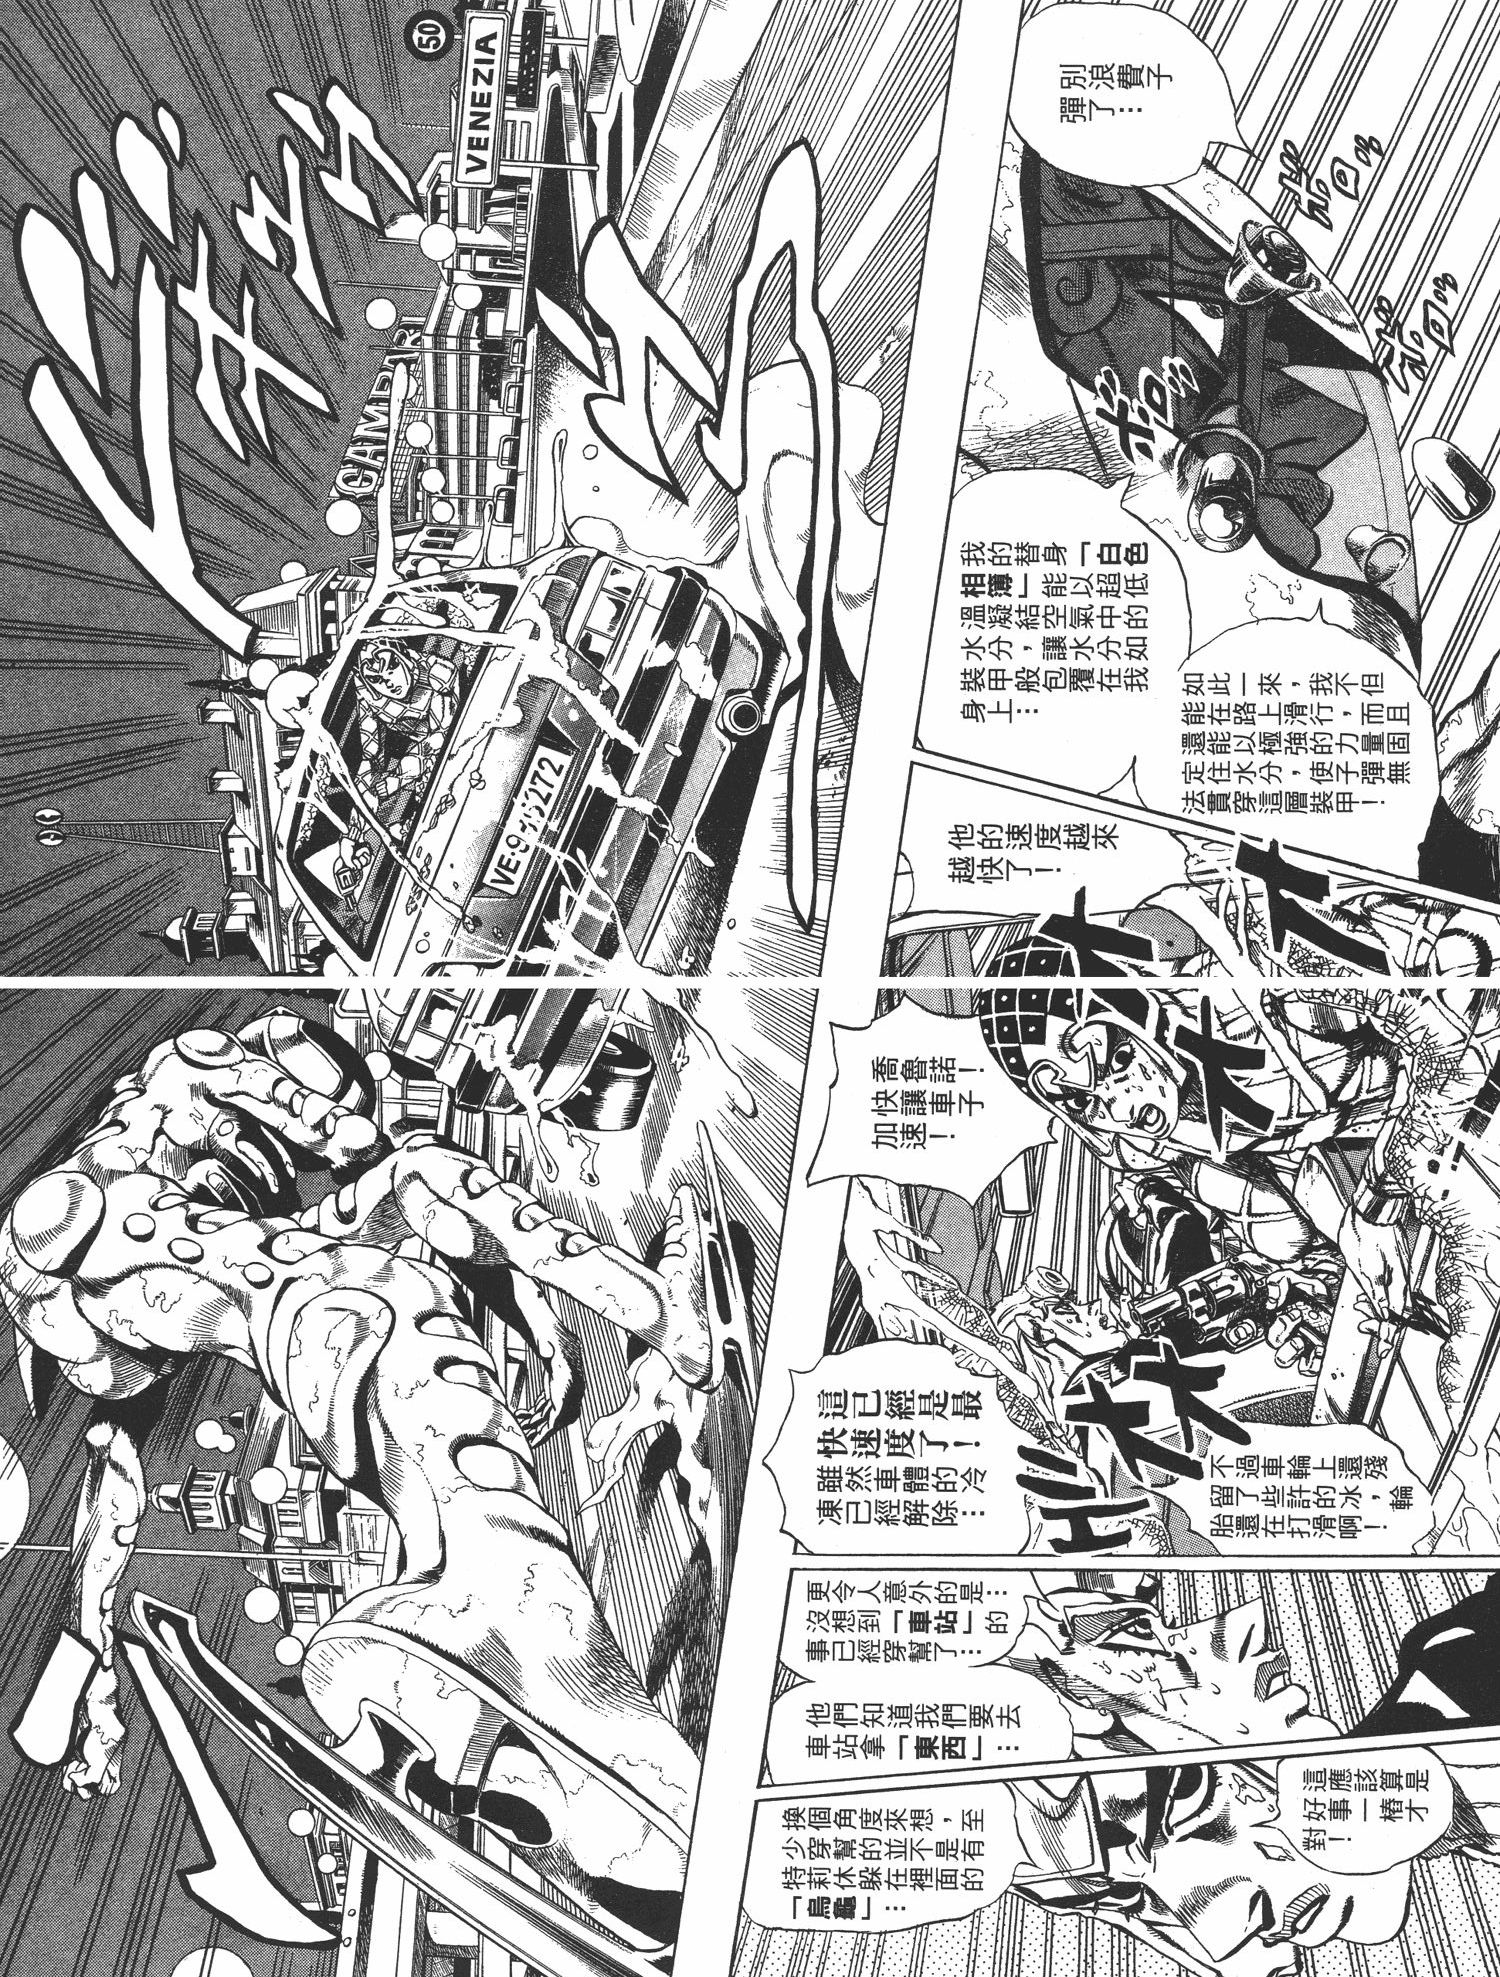 50
VENEZIA
別浪費子
彈了…
我的替身「白色
相簿」能以超低
溫凝結空氣中的
水分，讓水分如
裝甲般包覆在我
身上…
如此一來，我不但
能在路上滑行，而且
還能以極強的力量固
定住水分，使子彈無
法貫穿這層裝甲！
他的速度越來
越快了！
喬魯諾！
快讓車子
加速！
這已經是最
快速度了！
雖然車體的冷
凍已經解除…
不過車輪上還殘
留了些許的冰，輪
胎還在打滑啊！
更令人意外的是…
沒想到「車站」的
事已經穿幫了…
他們知道我們要去
車站拿「東西」…
換個角度來想，至
少穿幫的並不是有
特莉休躲在裡面的
「烏龜」…
這應該算是
好事一樁才
對！